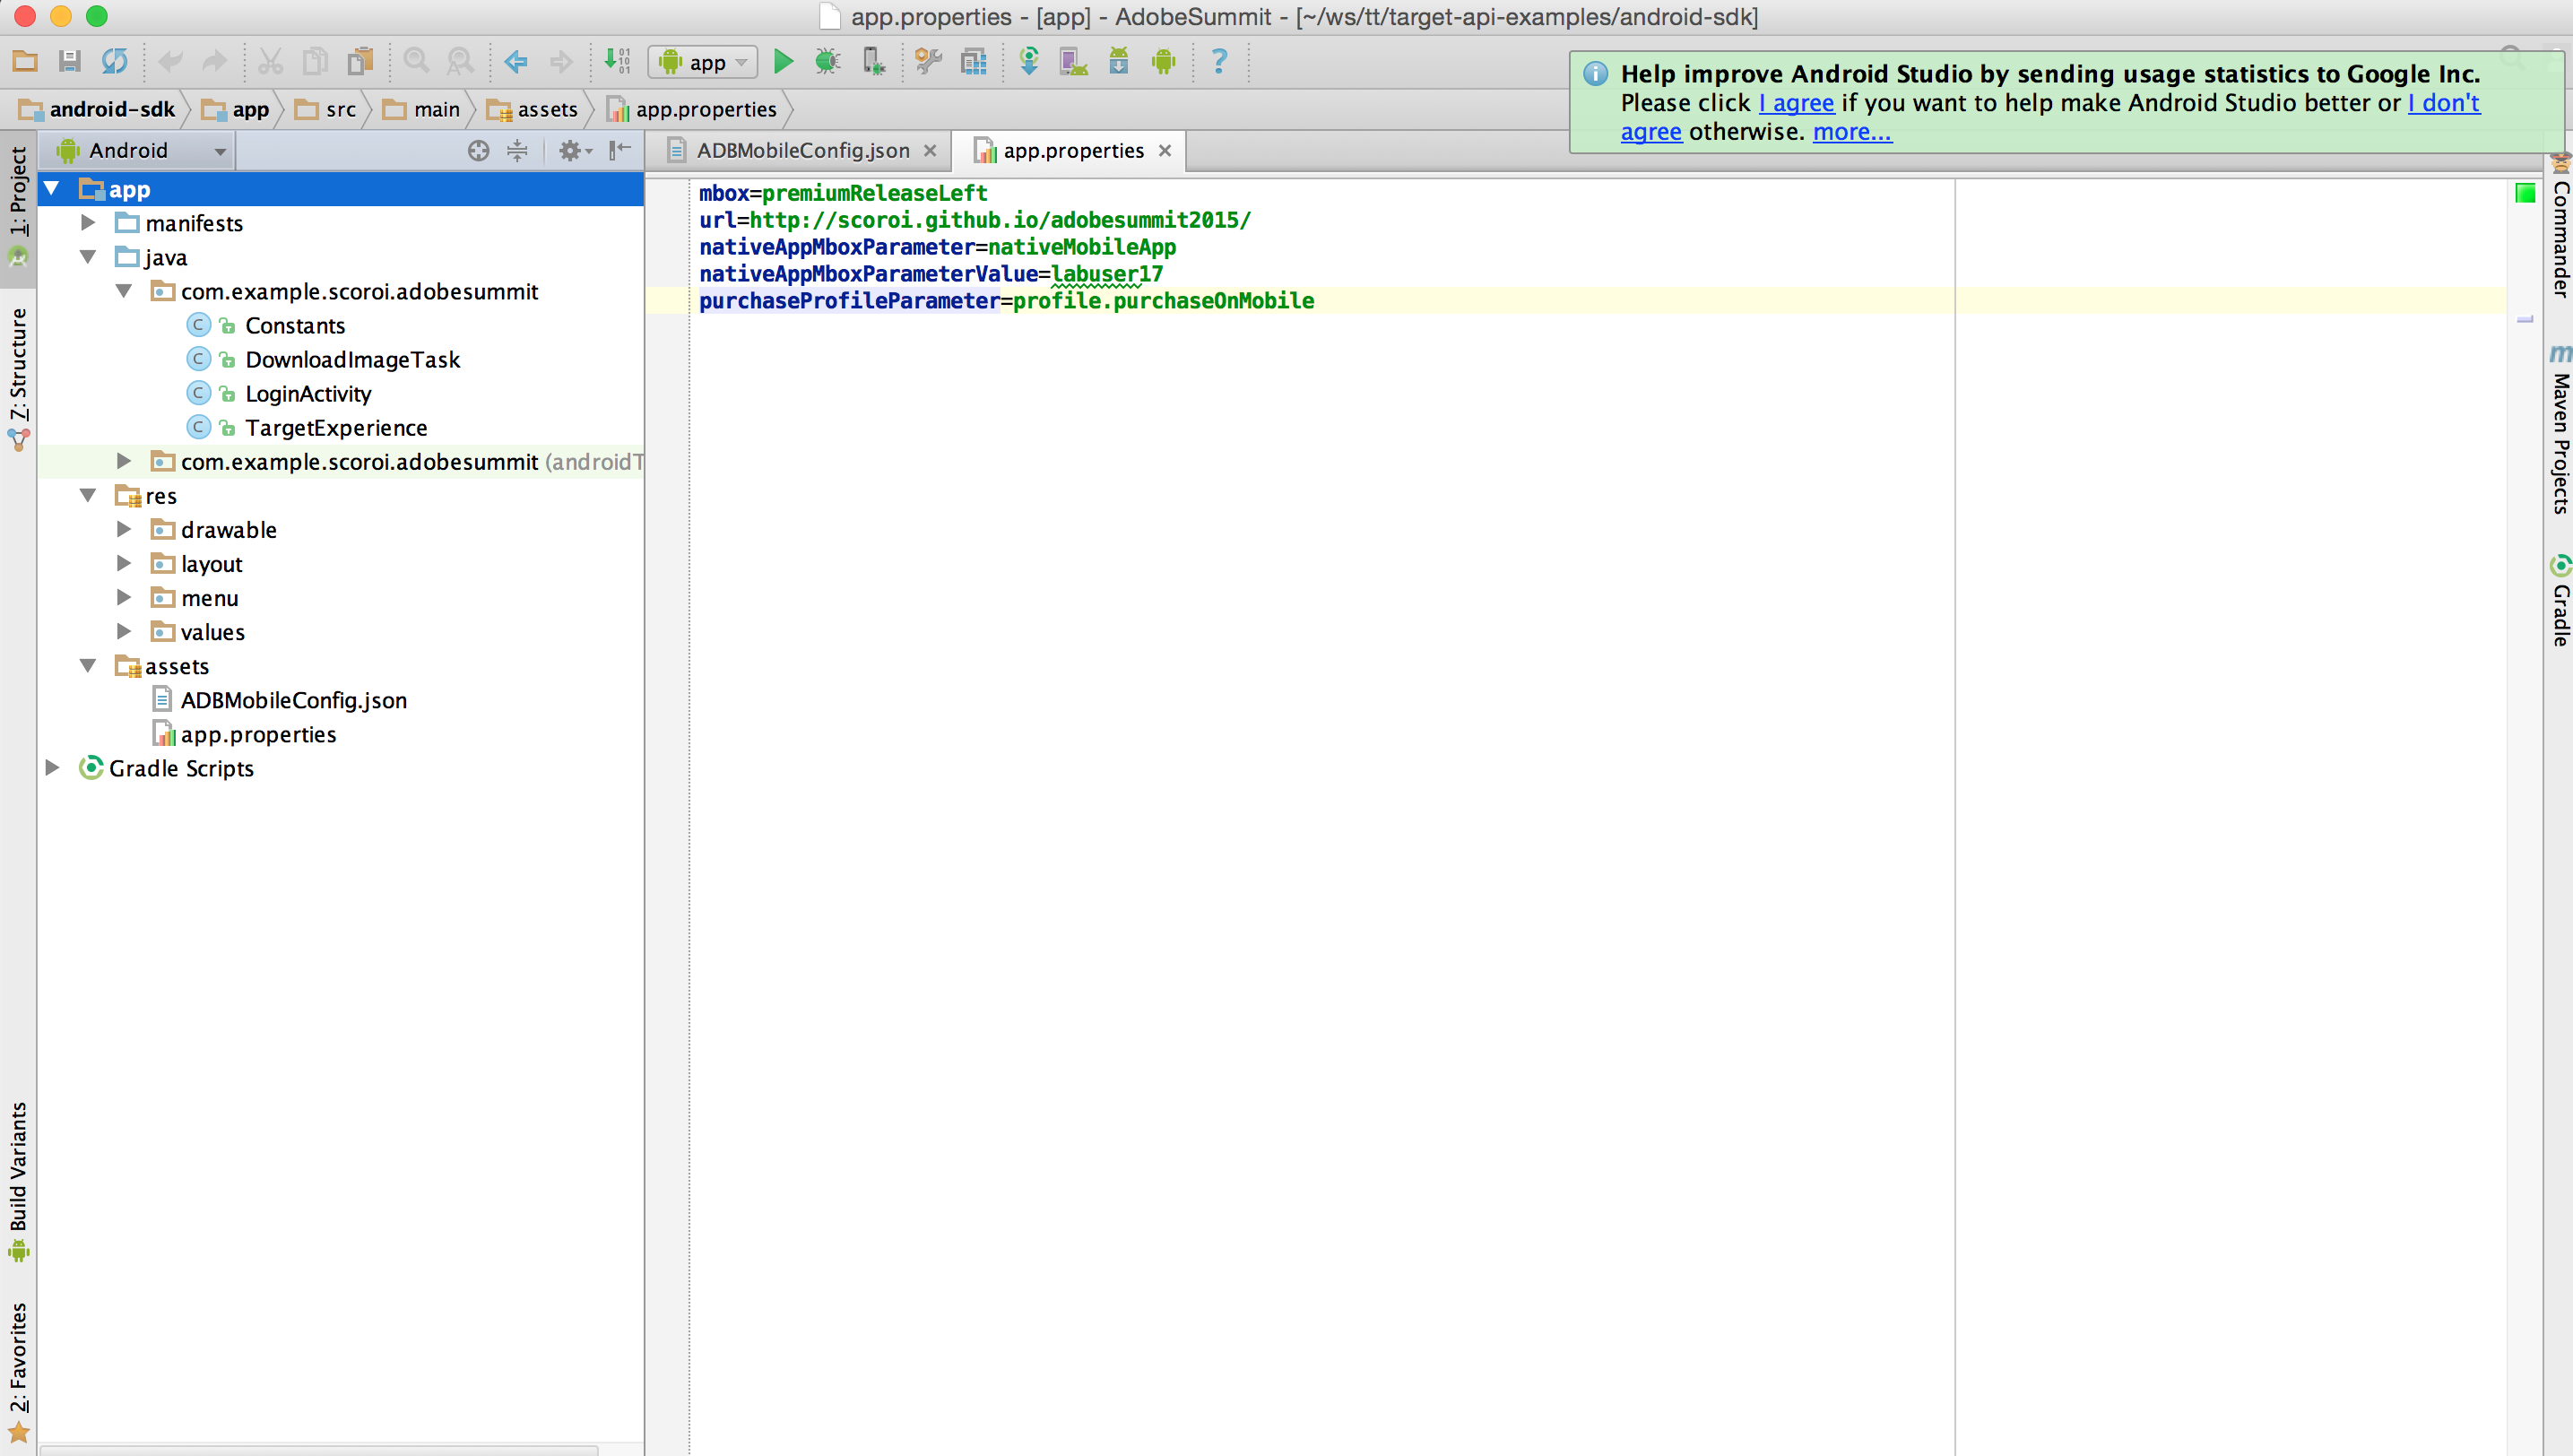 app.properties - [app] - AdobeSummit - [~/ws/tt/target-api-examples/android-sdk]
app
Help improve Android Studio by sending usage statistics to Google Inc.
Please click I agree if you want to help make Android Studio better or I don't
agree otherwise. more...
android-sdk app src main assets app.properties
Android
ADBMobileConfig.json app.properties
1: Project
Z: Structure
Build Variants
2: Favorites
app
manifests
java
com.example.scoroi.adobesummit
Constants
DownloadImageTask
LoginActivity
TargetExperience
com.example.scoroi.adobesummit (androidT
res
drawable
layout
menu
values
assets
ADBMobileConfig.json
app.properties
Gradle Scripts
mbox=premiumReleaseLeft
url=http://scoroi.github.io/adobesummit2015/
nativeAppMboxParameter=nativeMobileApp
nativeAppMboxParameterValue=labuser17
purchaseProfileParameter=profile.purchaseOnMobile
Commander
Maven Projects
Gradle